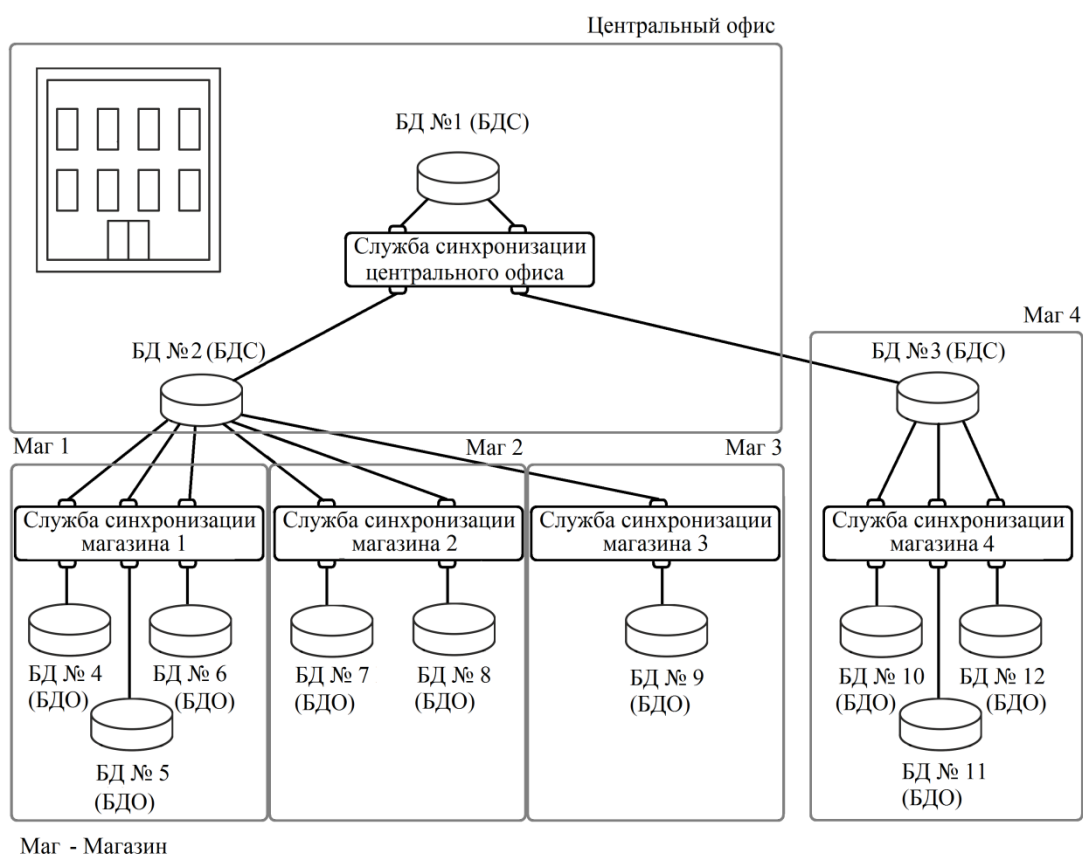 Центральный офис
БД №1 (БДС)
Служба синхронизации
центрального офиса
Маг 4
БД №2 (БДС)
БД №3 (БДС)
Маг 1
Маг 2
Маг 3
Служба синхронизации
магазина 1
Служба синхронизации
магазина 2
Служба синхронизации
магазина 3
Служба синхронизации
магазина 4
БД № 4
(БДО)
БД № 6
(БДО)
БД № 7
(БДО)
БД № 8
(БДО)
БД № 9
(БДО)
БД № 10
(БДО)
БД № 12
(БДО)
БД № 5
(БДО)
БД № 11
(БДО)
Маг - Магазин